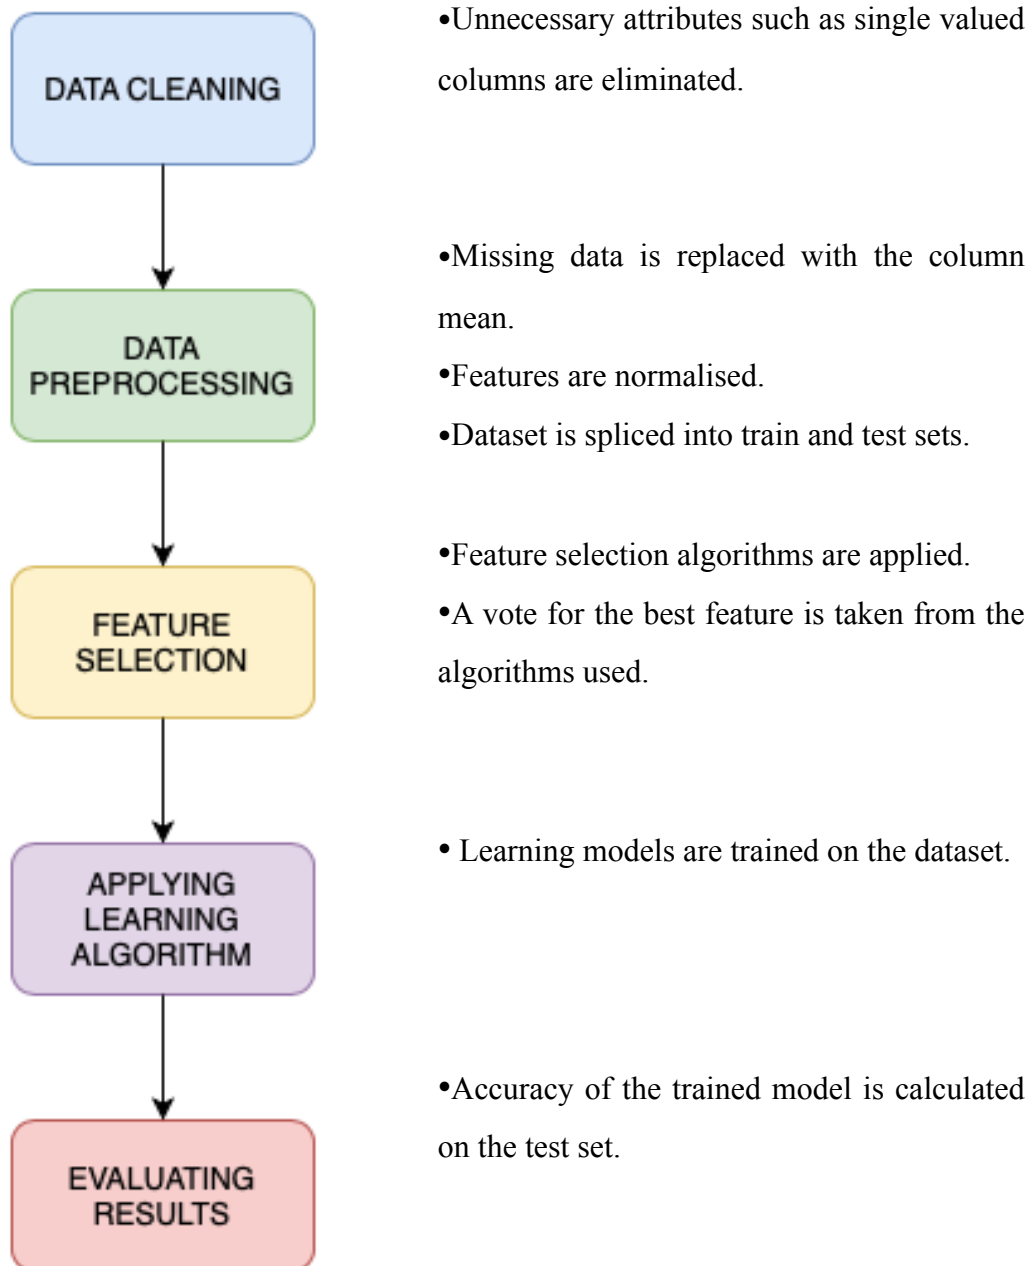 DATA CLEANING
•Unnecessary attributes such as single valued
columns are eliminated.
DATA
PREPROCESSING
•Missing data is replaced with the column
mean.
•Features are normalised.
•Dataset is spliced into train and test sets.
FEATURE
SELECTION
•Feature selection algorithms are applied.
•A vote for the best feature is taken from the
algorithms used.
APPLYING
LEARNING
ALGORITHM
• Learning models are trained on the dataset.
EVALUATING
RESULTS
•Accuracy of the trained model is calculated
on the test set.